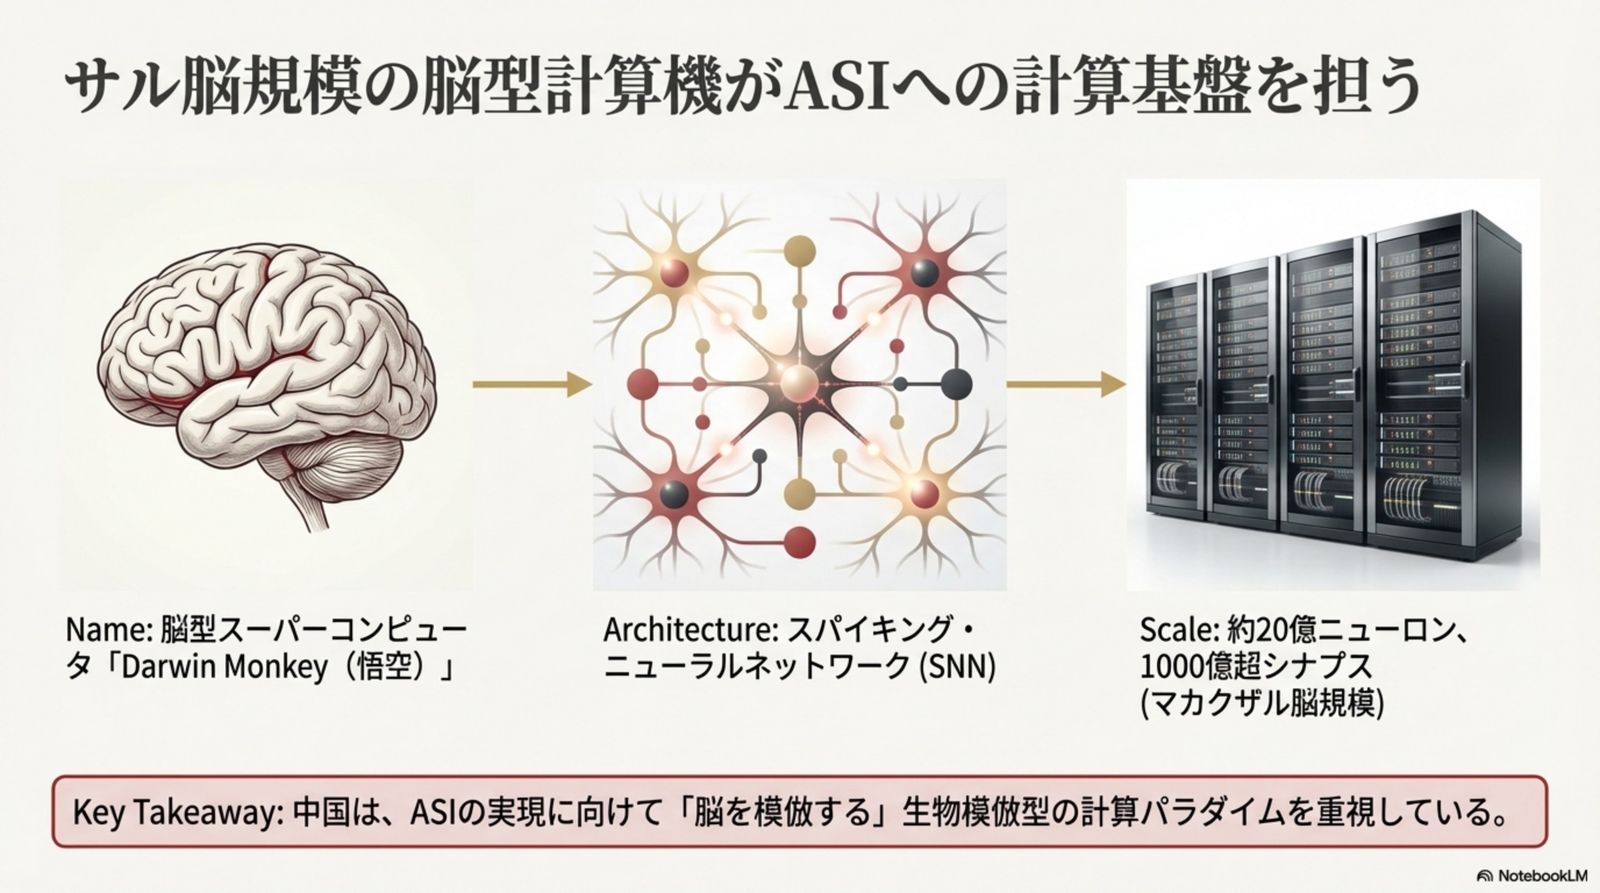 サル脳規模の脳型計算機がASIへの計算基盤を担う
Name: 脳型スーパーコンピュー
タ「Darwin Monkey（悟空）」
Architecture: スパイキング・
ニューラルネットワーク (SNN)
Scale: 約20億ニューロン、
1000億超シナプス
(マカクザル脳規模)
Key Takeaway: 中国は、ASIの実現に向けて「脳を模倣する」生物模倣型の計算パラダイムを重視している。
NotebookLM